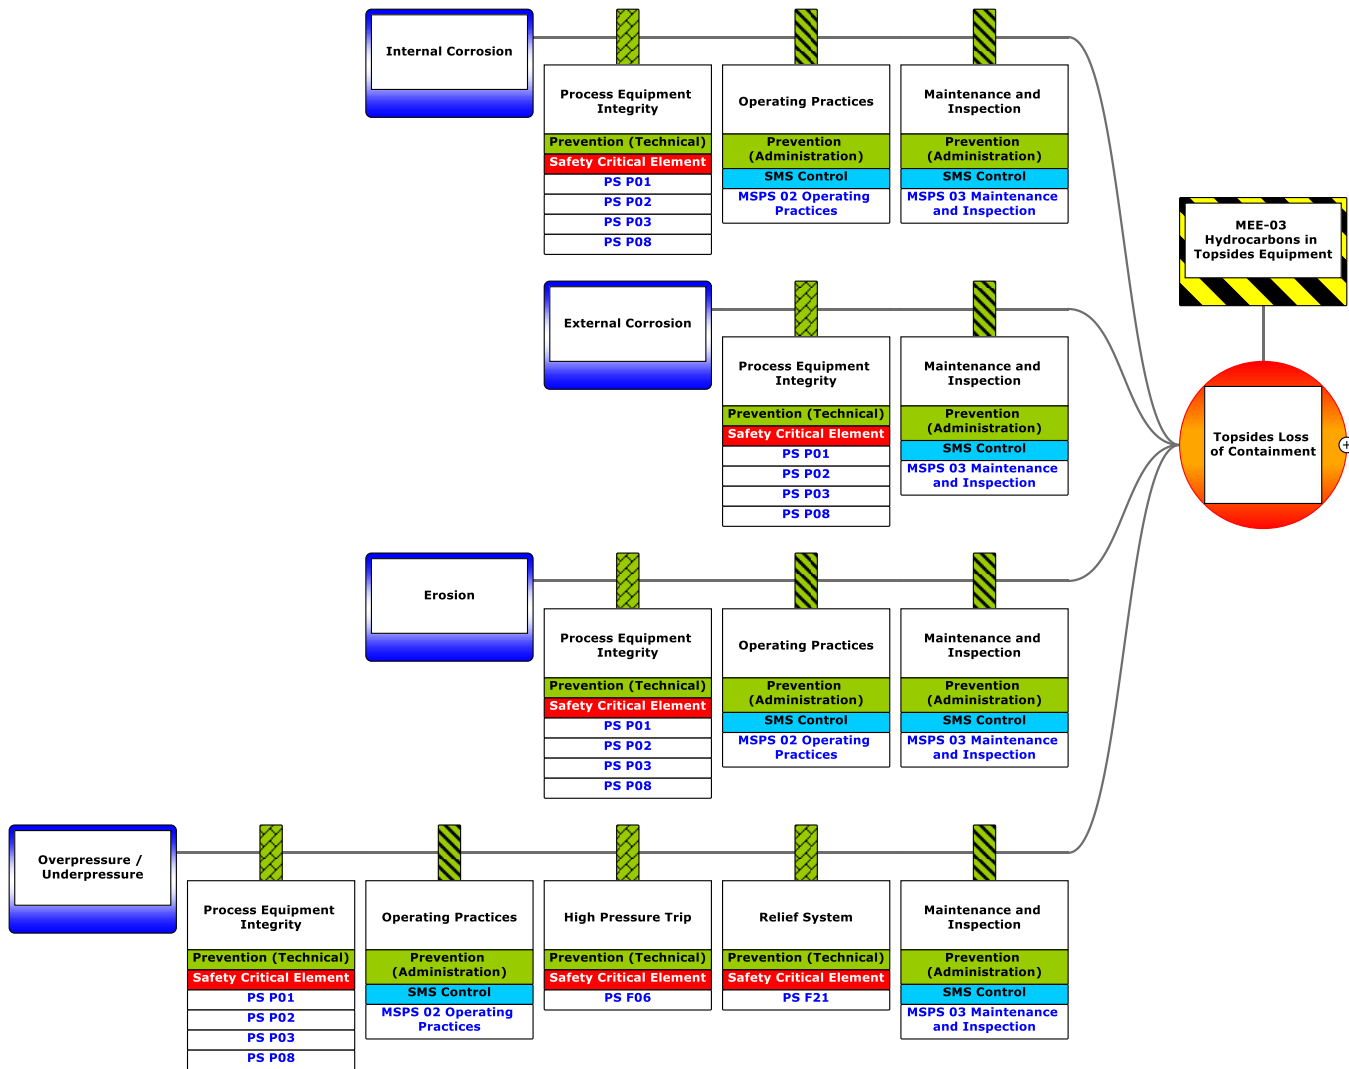 Internal Corrosion
Process Equipment
Integrity
Prevention (Technical)
Safety Critical Element
PS P01
PS P02
PS P03
PS P08
Operating Practices
Prevention
(Administration)
SMS Control
MSPS 02 Operating
Practices
Maintenance and
Inspection
Prevention
(Administration)
SMS Control
MSPS 03 Maintenance
and Inspection
MEE-03
Hydrocarbons in
Topsides Equipment
External Corrosion
Process Equipment
Integrity
Prevention (Technical)
Safety Critical Element
PS P01
PS P02
PS P03
PS P08
Maintenance and
Inspection
Prevention
(Administration)
SMS Control
MSPS 03 Maintenance
and Inspection
Topsides Loss
of Containment
+
Erosion
Process Equipment
Integrity
Prevention (Technical)
Safety Critical Element
PS P01
PS P02
PS P03
PS P08
Operating Practices
Prevention
(Administration)
SMS Control
MSPS 02 Operating
Practices
Maintenance and
Inspection
Prevention
(Administration)
SMS Control
MSPS 03 Maintenance
and Inspection
Overpressure /
Underpressure
Process Equipment
Integrity
Prevention (Technical)
Safety Critical Element
PS P01
PS P02
PS P03
PS P08
Operating Practices
Prevention
(Administration)
SMS Control
MSPS 02 Operating
Practices
High Pressure Trip
Prevention (Technical)
Safety Critical Element
PS F06
Relief System
Prevention (Technical)
Safety Critical Element
PS F21
Maintenance and
Inspection
Prevention
(Administration)
SMS Control
MSPS 03 Maintenance
and Inspection